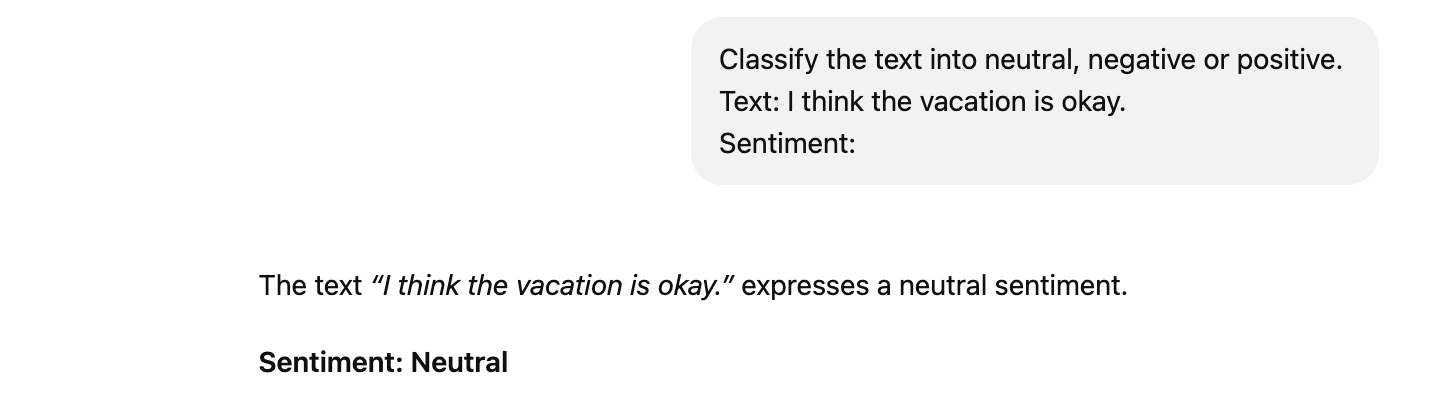 Classify the text into neutral, negative or positive.
Text: I think the vacation is okay.
Sentiment:
The text “I think the vacation is okay.” expresses a neutral sentiment.
Sentiment: Neutral